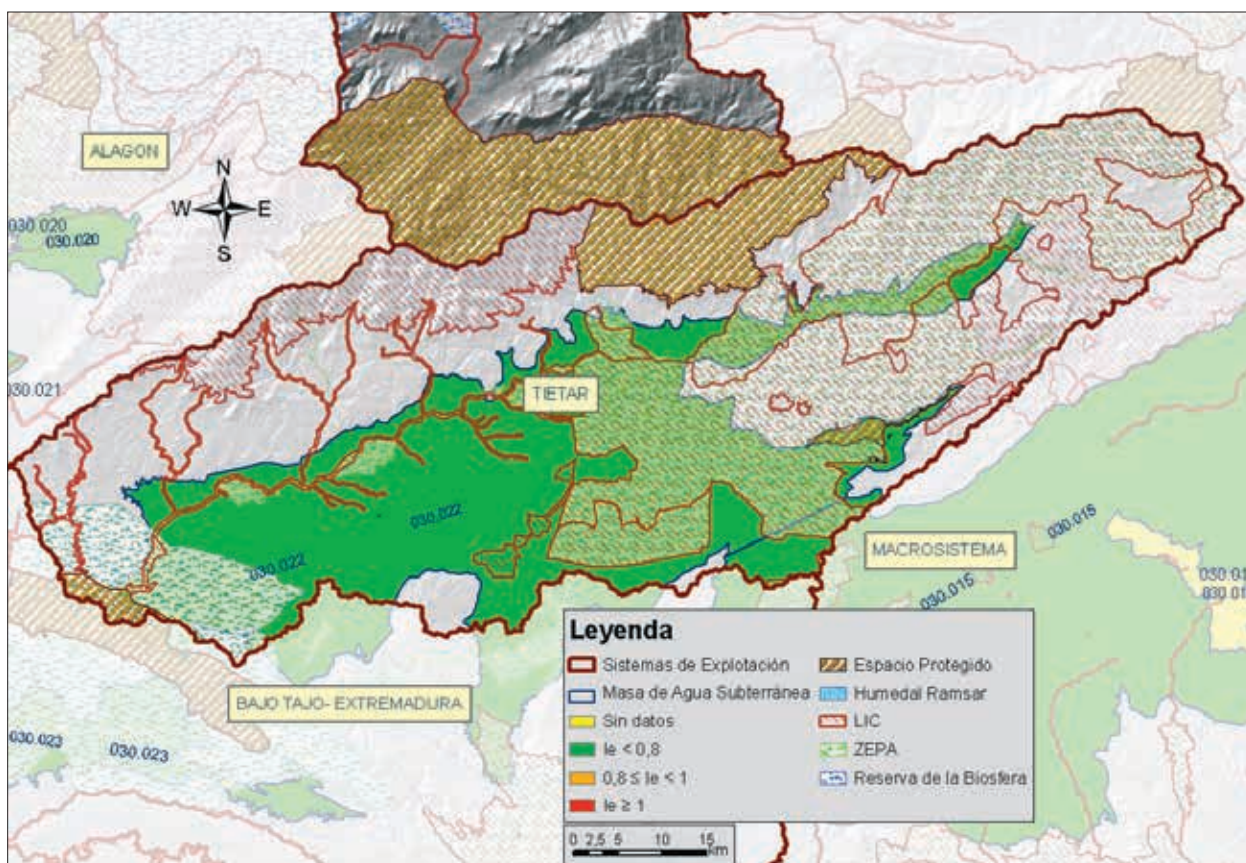 ALAGON
N
W E
S
030.020
030.020
030.021
TIETAR
030.022
030.022
MACROSISTEMA
030.018
030.015
030.01
030.01
BAJO TAJO- EXTREMADURA
030.023
030.023
Leyenda
Sistemas de Explotación
Masa de Agua Subterránea
Sin datos
Ie < 0,8
0,8 ≤ Ie < 1
Ie ≥ 1
Espacio Protegido
Humedal Ramsar
LIC
ZEPA
Reserva de la Biosfera
0 2,5 5 10 15
km